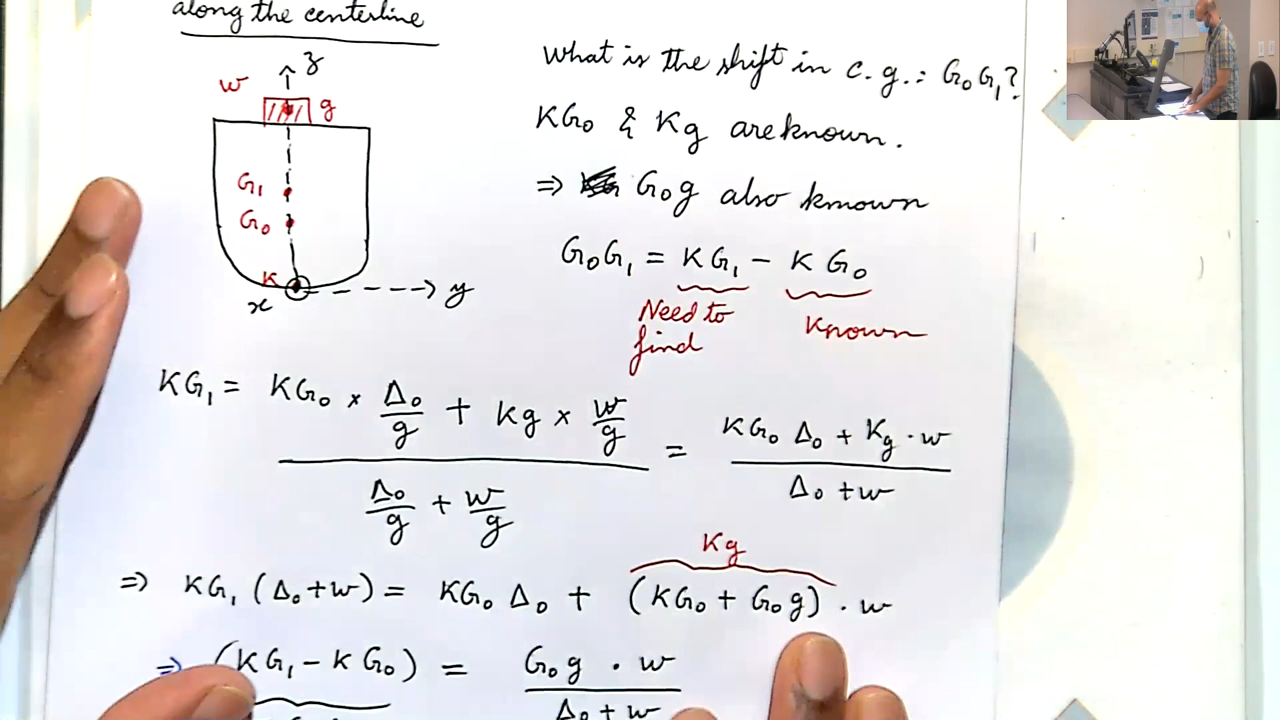 along the centerline
z
w
g
G₁
G₀
K
x
y
What is the shift in c.g.: G₀G₁?
KG₀ & Kg are known.
⇒ G₀g also known
G₀G₁ = KG₁ − KG₀
Need to find
Known
KG₁ = (KG₀ × Δ₀/g + Kg × w/g) / (Δ₀/g + w/g) = (KG₀ Δ₀ + Kg · w) / (Δ₀ + w)
Kg
⇒ KG₁ (Δ₀+w) = KG₀ Δ₀ + (KG₀ + G₀g) · w
⇒ (KG₁ − KG₀) = G₀g · w / (Δ₀ + w)